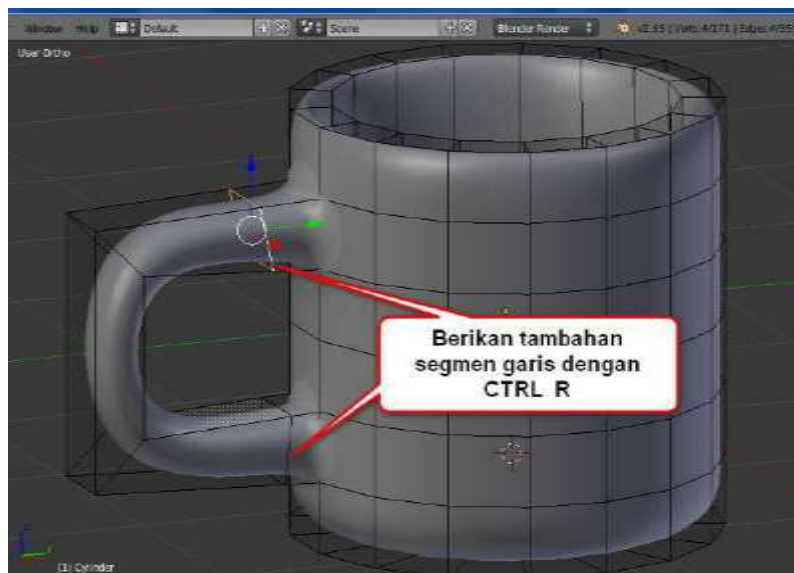 Window Help Default Scene Blender Render
User Ortho
Berikan tambahan
segmen garis dengan
CTRL R
(1) Cylinder